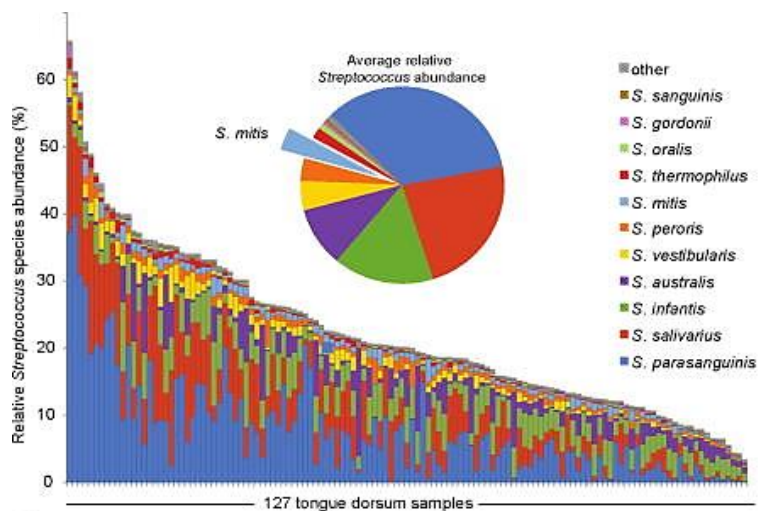 Average relative
Streptococcus abundance
S. mitis
other
S. sanguinis
S. gordonii
S. oralis
S. thermophilus
S. mitis
S. peroris
S. vestibularis
S. australis
S. infantis
S. salivarius
S. parasanguinis
Relative Streptococcus species abundance (%)
60
50
40
30
20
10
0
127 tongue dorsum samples